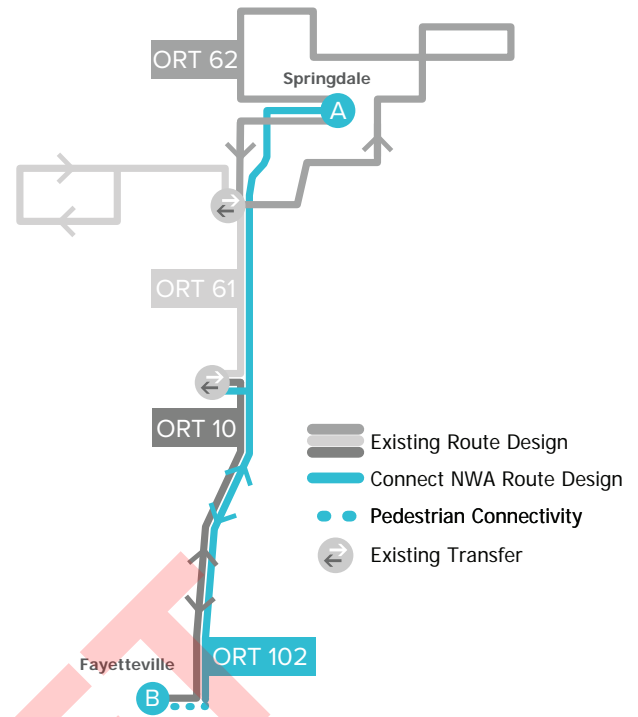 ORT 62
Springdale
A
ORT 61
ORT 10
Existing Route Design
Connect NWA Route Design
Pedestrian Connectivity
Existing Transfer
ORT 102
Fayetteville
B